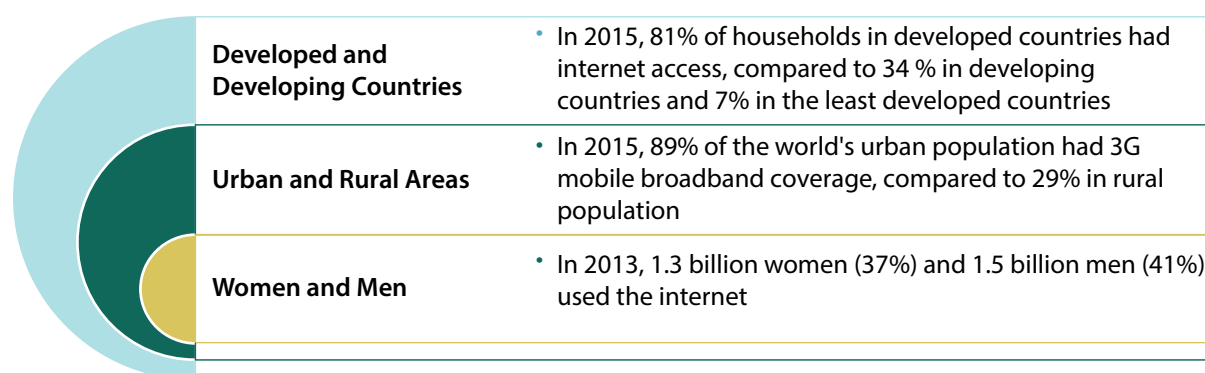 Developed and
Developing Countries
• In 2015, 81% of households in developed countries had
internet access, compared to 34 % in developing
countries and 7% in the least developed countries
Urban and Rural Areas
• In 2015, 89% of the world's urban population had 3G
mobile broadband coverage, compared to 29% in rural
population
Women and Men
• In 2013, 1.3 billion women (37%) and 1.5 billion men (41%)
used the internet